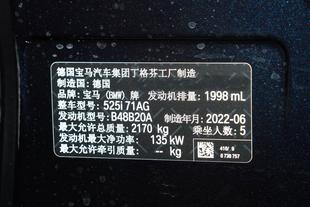 德国宝马汽车集团丁格芬工厂制造
制造国：德国
品牌：宝马（BMW）牌 发动机排量：1998 mL
整车型号：525i 71AG
发动机型号：B48B20A 制造年月：2022-06
最大允许总质量：2170 kg 乘坐人数：5
发动机最大净功率：135 kW
最大允许牵引质量：-- kg